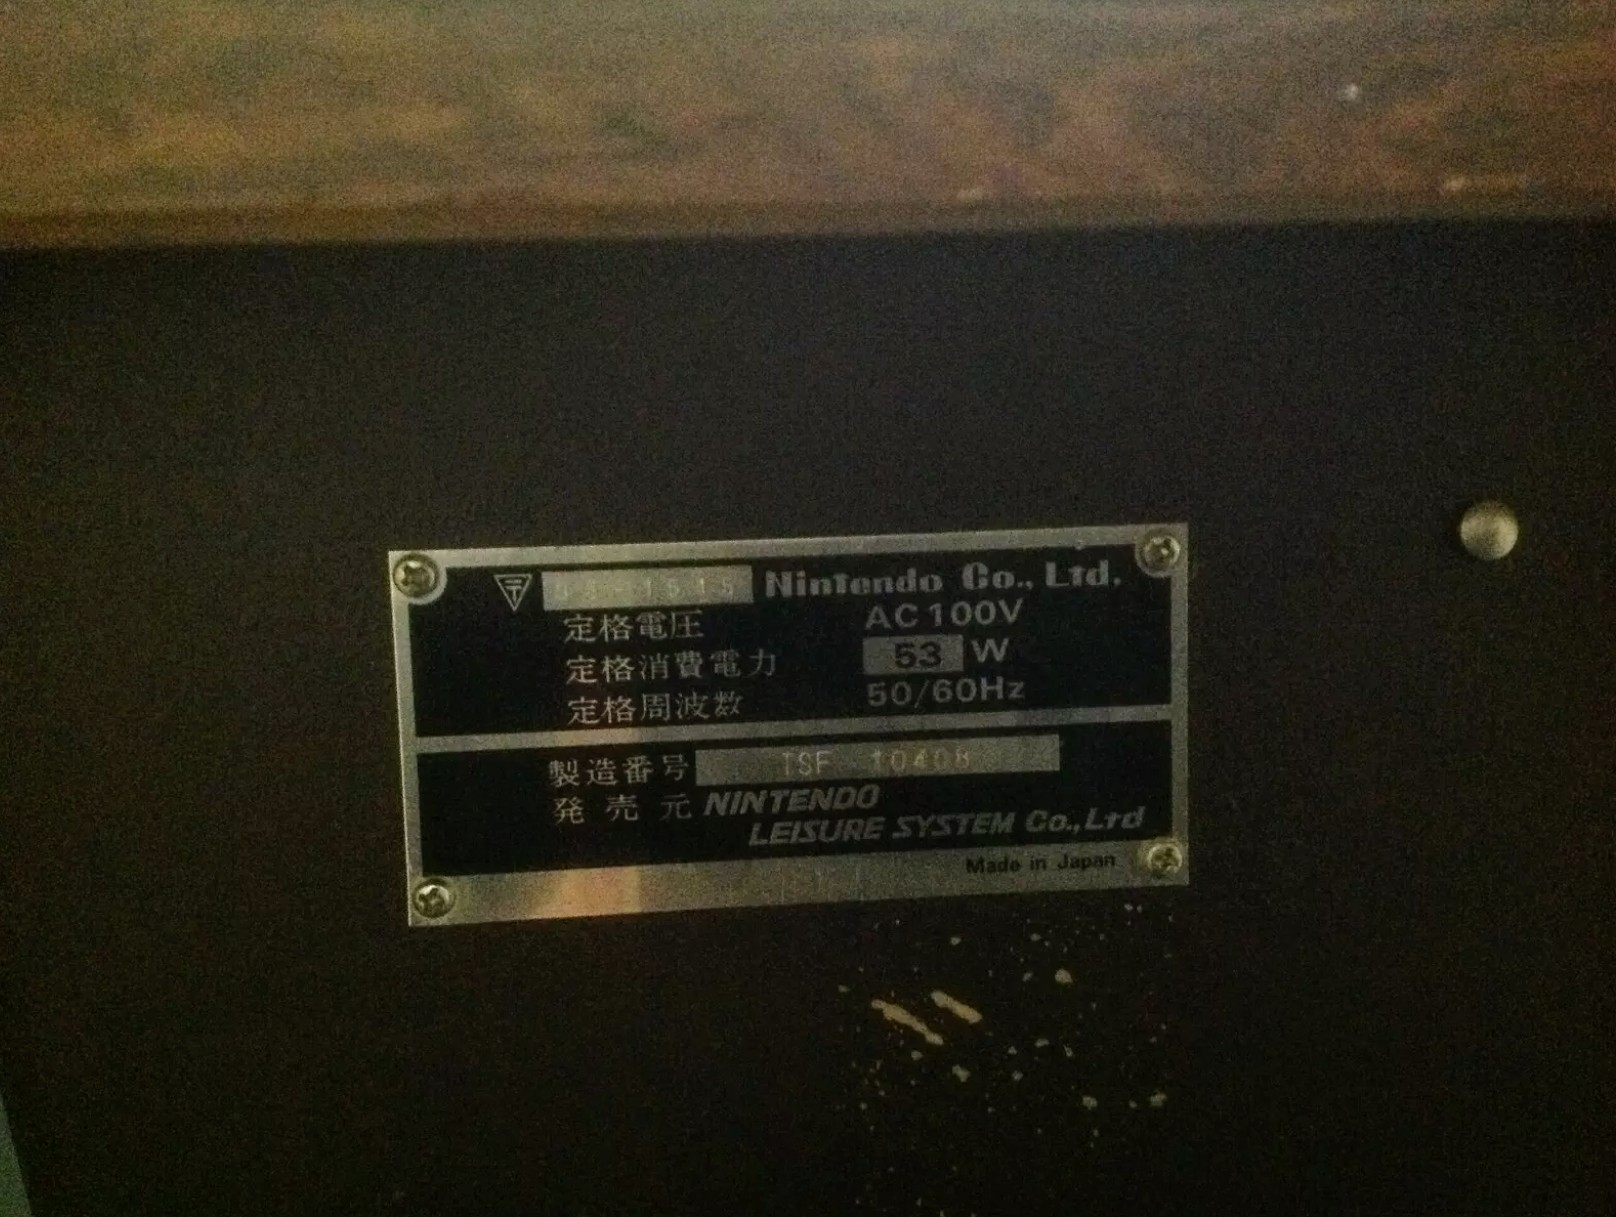 Nintendo Co., Ltd.
定格電圧 AC 100V
定格消費電力 53 W
定格周波数 50/60Hz
製造番号 TSF 10408
発売元 NINTENDO
LEISURE SYSTEM Co., Ltd
Made in Japan